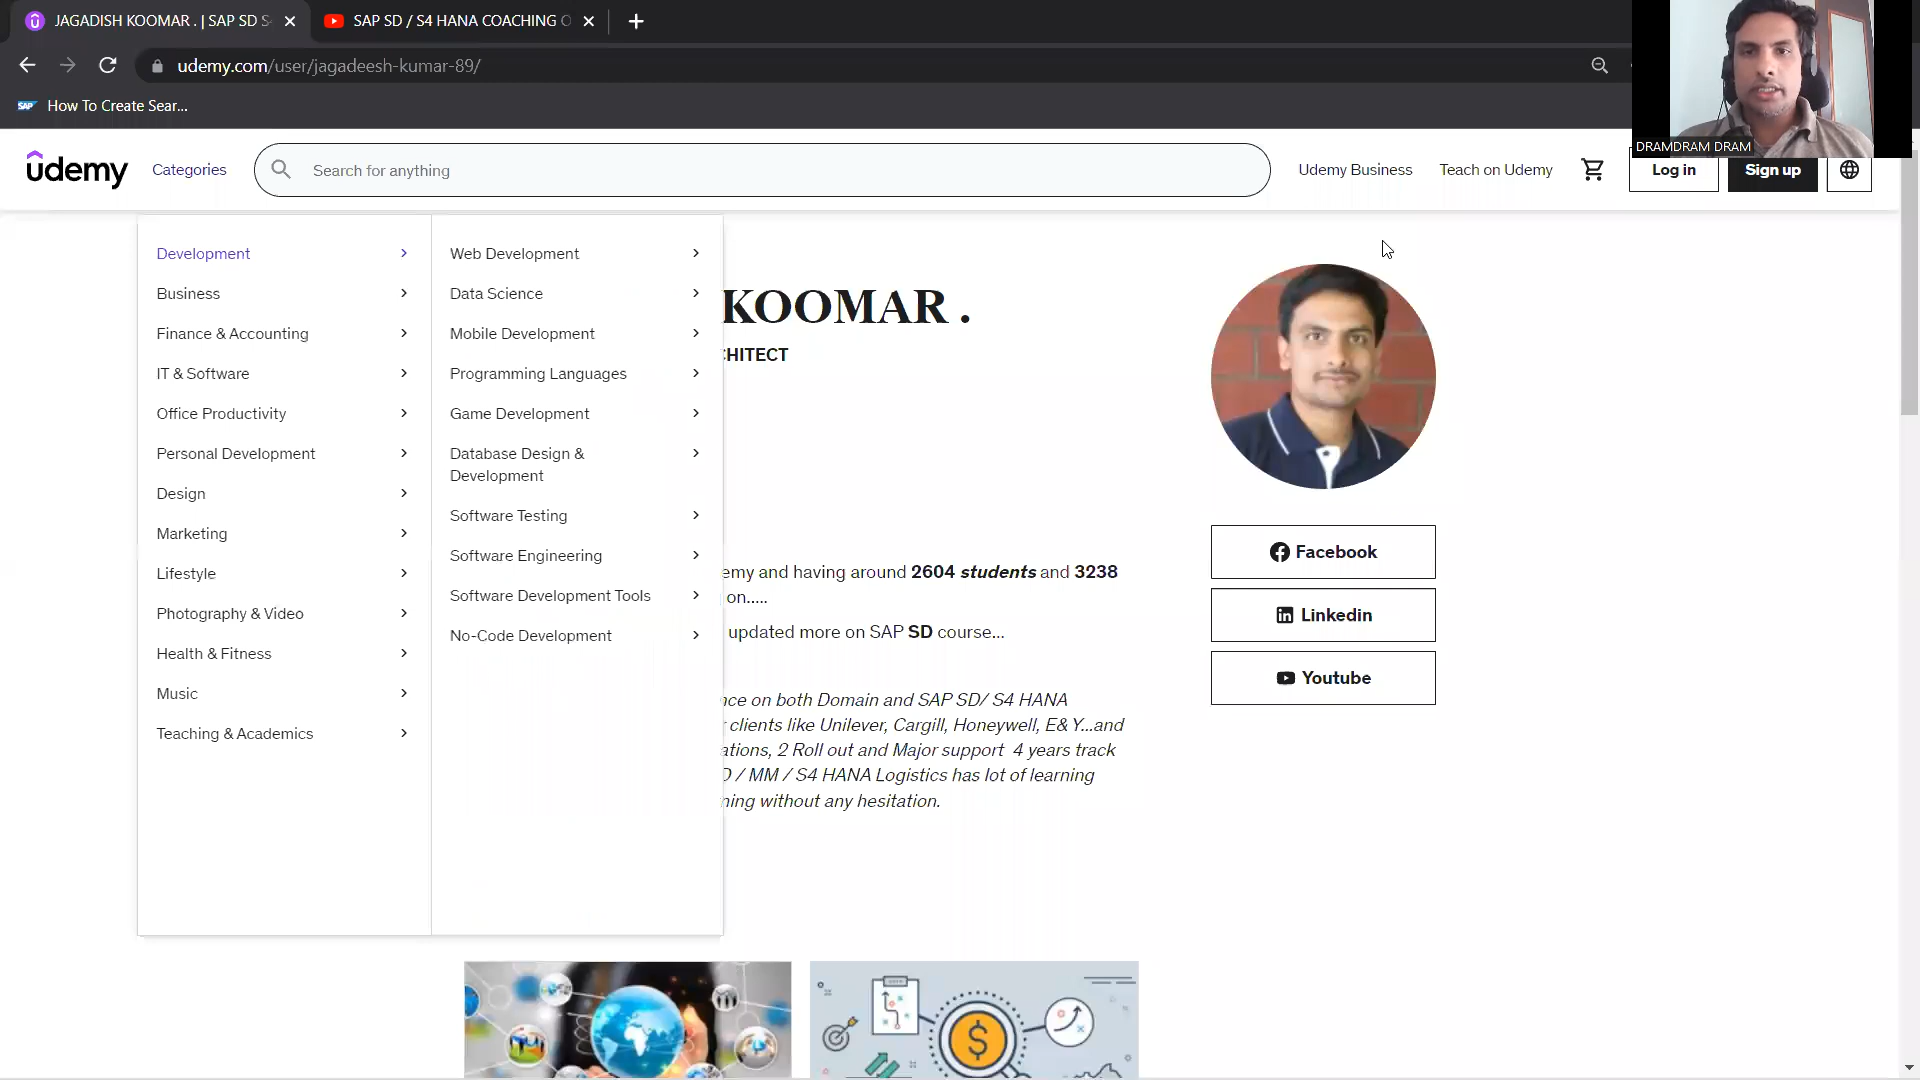 JAGADISH KOOMAR . | SAP SD S
SAP SD / S4 HANA COACHING O
udemy.com/user/jagadeesh-kumar-89/
SAP How To Create Sear...
DRAMDRAM DRAM
udemy
Categories
Search for anything
Udemy Business
Teach on Udemy
Log in
Sign up
Development
Business
Finance & Accounting
IT & Software
Office Productivity
Personal Development
Design
Marketing
Lifestyle
Photography & Video
Health & Fitness
Music
Teaching & Academics
Web Development
Data Science
Mobile Development
Programming Languages
Game Development
Database Design &
Development
Software Testing
Software Engineering
Software Development Tools
No-Code Development
KOOMAR .
CHITECT
emy and having around 2604 students and 3238
on.....
updated more on SAP SD course...
nce on both Domain and SAP SD/ S4 HANA
clients like Unilever, Cargill, Honeywell, E& Y...and
ations, 2 Roll out and Major support 4 years track
D / MM / S4 HANA Logistics has lot of learning
ning without any hesitation.
Facebook
Linkedin
Youtube